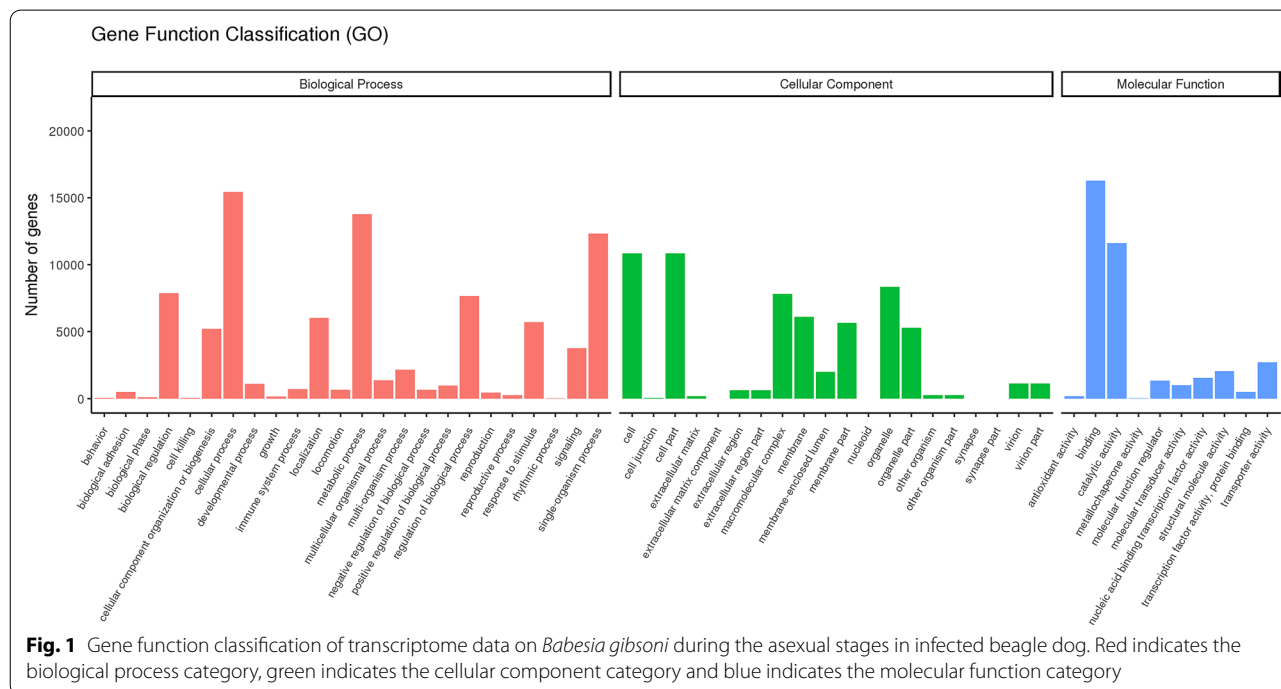 Gene Function Classification (GO)
Biological Process
Cellular Component
Molecular Function
Number of genes
20000
15000
10000
5000
0
behavior
biological adhesion
biological phase
biological regulation
cell killing
cellular component organization or biogenesis
cellular process
developmental process
growth
immune system process
localization
locomotion
metabolic process
multicellular organismal process
multi-organism process
negative regulation of biological process
positive regulation of biological process
regulation of biological process
reproduction
reproductive process
response to stimulus
rhythmic process
signaling
single-organism process
cell
cell junction
cell part
extracellular matrix
extracellular matrix component
extracellular region
extracellular region part
macromolecular complex
membrane
membrane-enclosed lumen
membrane part
nucleoid
organelle
organelle part
other organism
other organism part
synapse
synapse part
virion
virion part
antioxidant activity
binding
catalytic activity
metallochaperone activity
molecular function regulator
molecular transducer activity
nucleic acid binding transcription factor activity
structural molecule activity
transcription factor activity, protein binding
transporter activity
Fig. 1 Gene function classification of transcriptome data on Babesia gibsoni during the asexual stages in infected beagle dog. Red indicates the
biological process category, green indicates the cellular component category and blue indicates the molecular function category